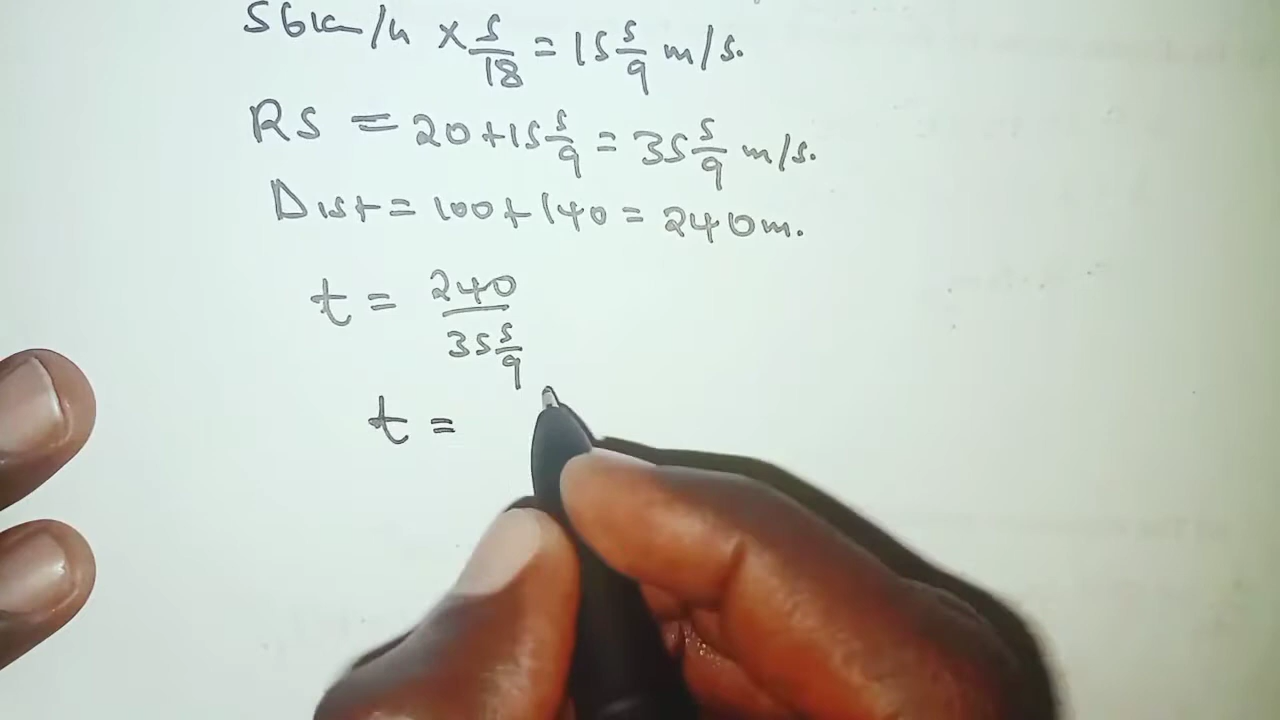 56km/h × 5/18 = 15 5/9 m/s.
RS = 20+15 5/9 = 35 5/9 m/s.
Dist = 100+140 = 240m.
t = 240/35 5/9
t =